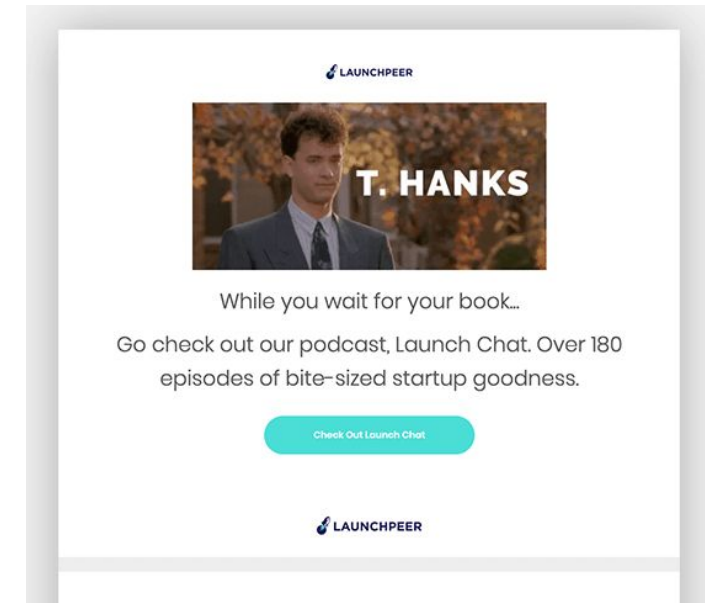 LAUNCHPEER
T. HANKS
While you wait for your book...
Go check out our podcast, Launch Chat. Over 180
episodes of bite-sized startup goodness.
Check Out Launch Chat
LAUNCHPEER